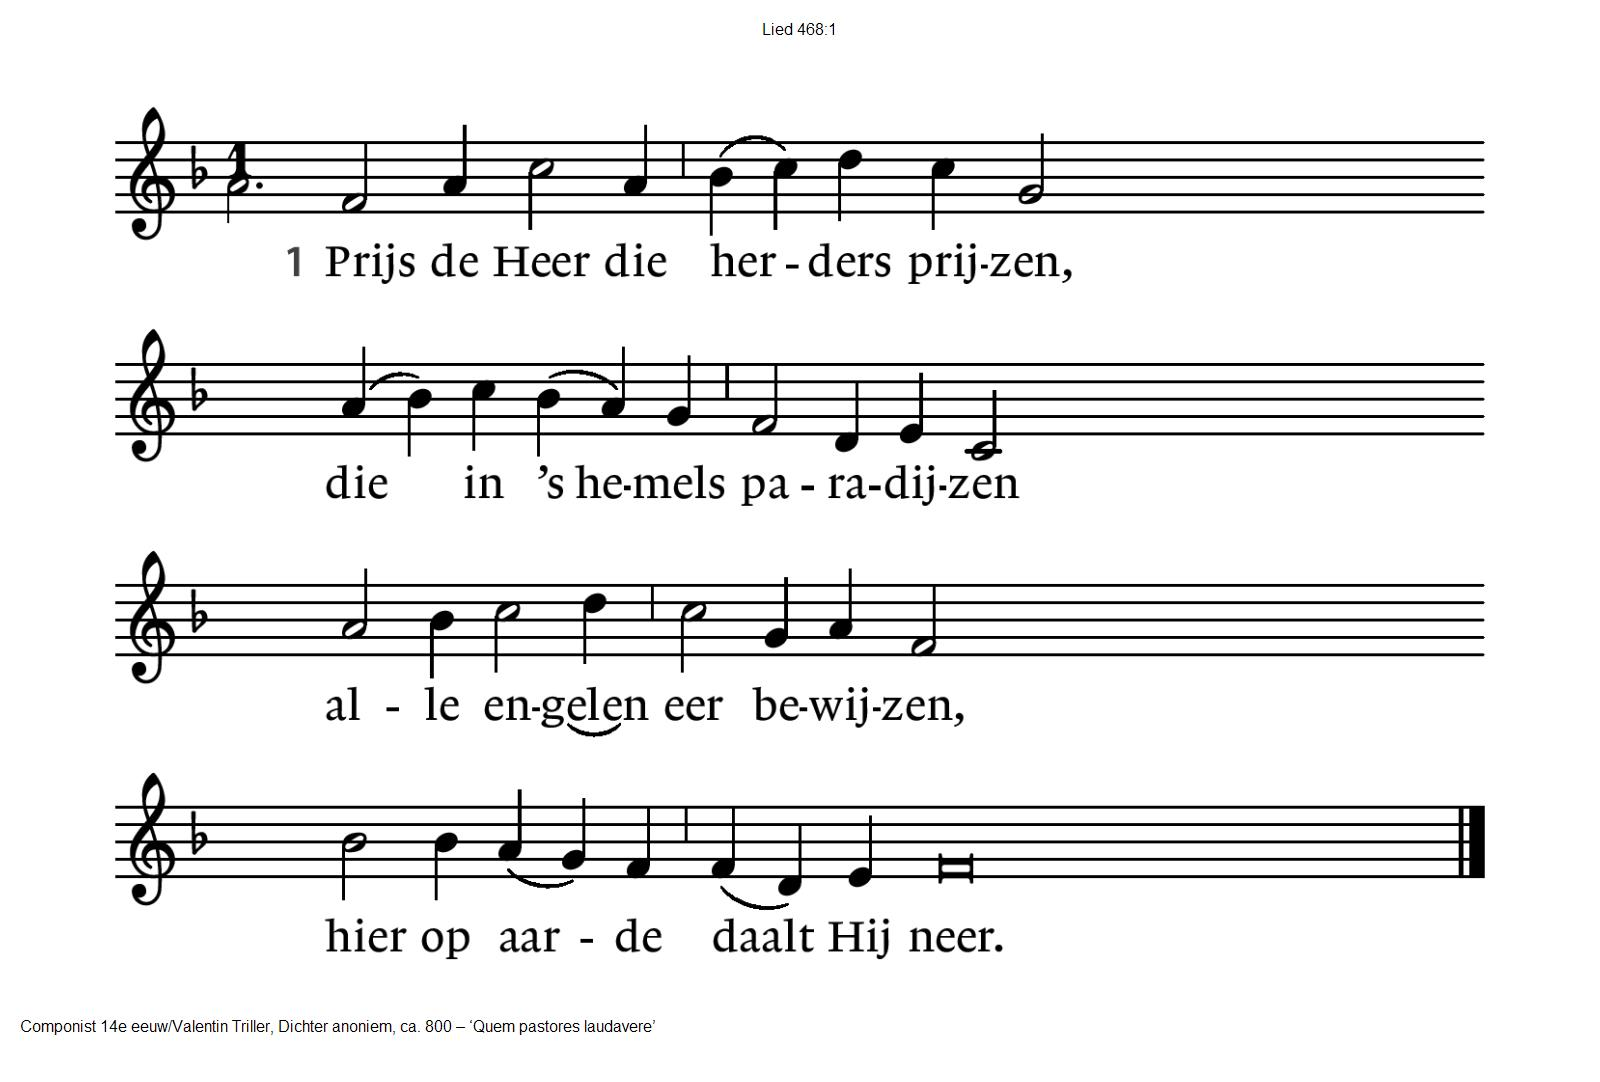 Lied 468:1
1
1 Prijs de Heer die her - ders prij-zen,
die in ’s he-mels pa - ra-dij-zen
al - le en-gelen eer be-wij-zen,
hier op aar - de daalt Hij neer.
Componist 14e eeuw/Valentin Triller, Dichter anoniem, ca. 800 – ‘Quem pastores laudavere’